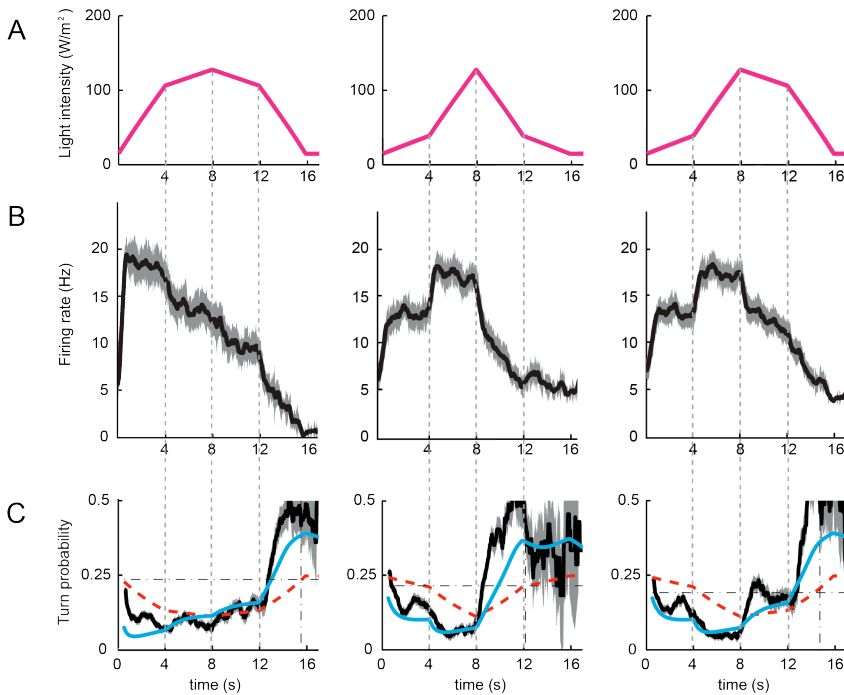 A
Light intensity (W/m²)
200 200 200
100 100 100
0 0 0
4 8 12 16 4 8 12 16 4 8 12 16
B
Firing rate (Hz)
20 20 20
15 15 15
10 10 10
5 5 5
0 0 0
4 8 12 16 4 8 12 16 4 8 12 16
C
Turn probability
0.5 0.5 0.5
0.25 0.25 0.25
0 0 0
0 4 8 12 16 0 4 8 12 16 0 4 8 12 16
time (s) time (s) time (s)